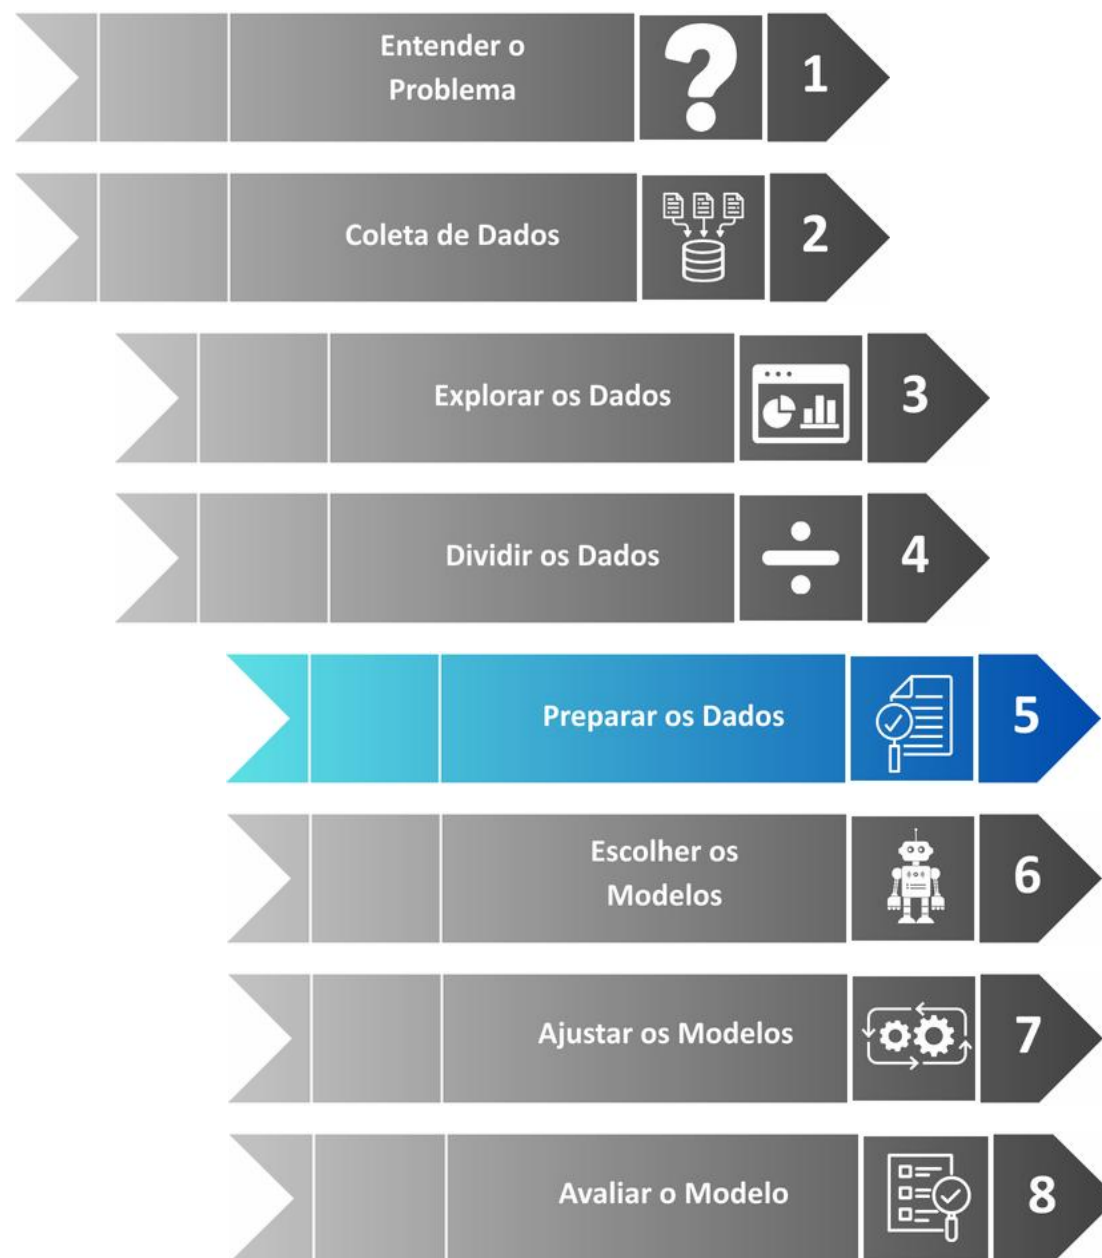 Entender o
Problema
1
Coleta de Dados
2
Explorar os Dados
3
Dividir os Dados
4
Preparar os Dados
5
Escolher os
Modelos
6
Ajustar os Modelos
7
Avaliar o Modelo
8